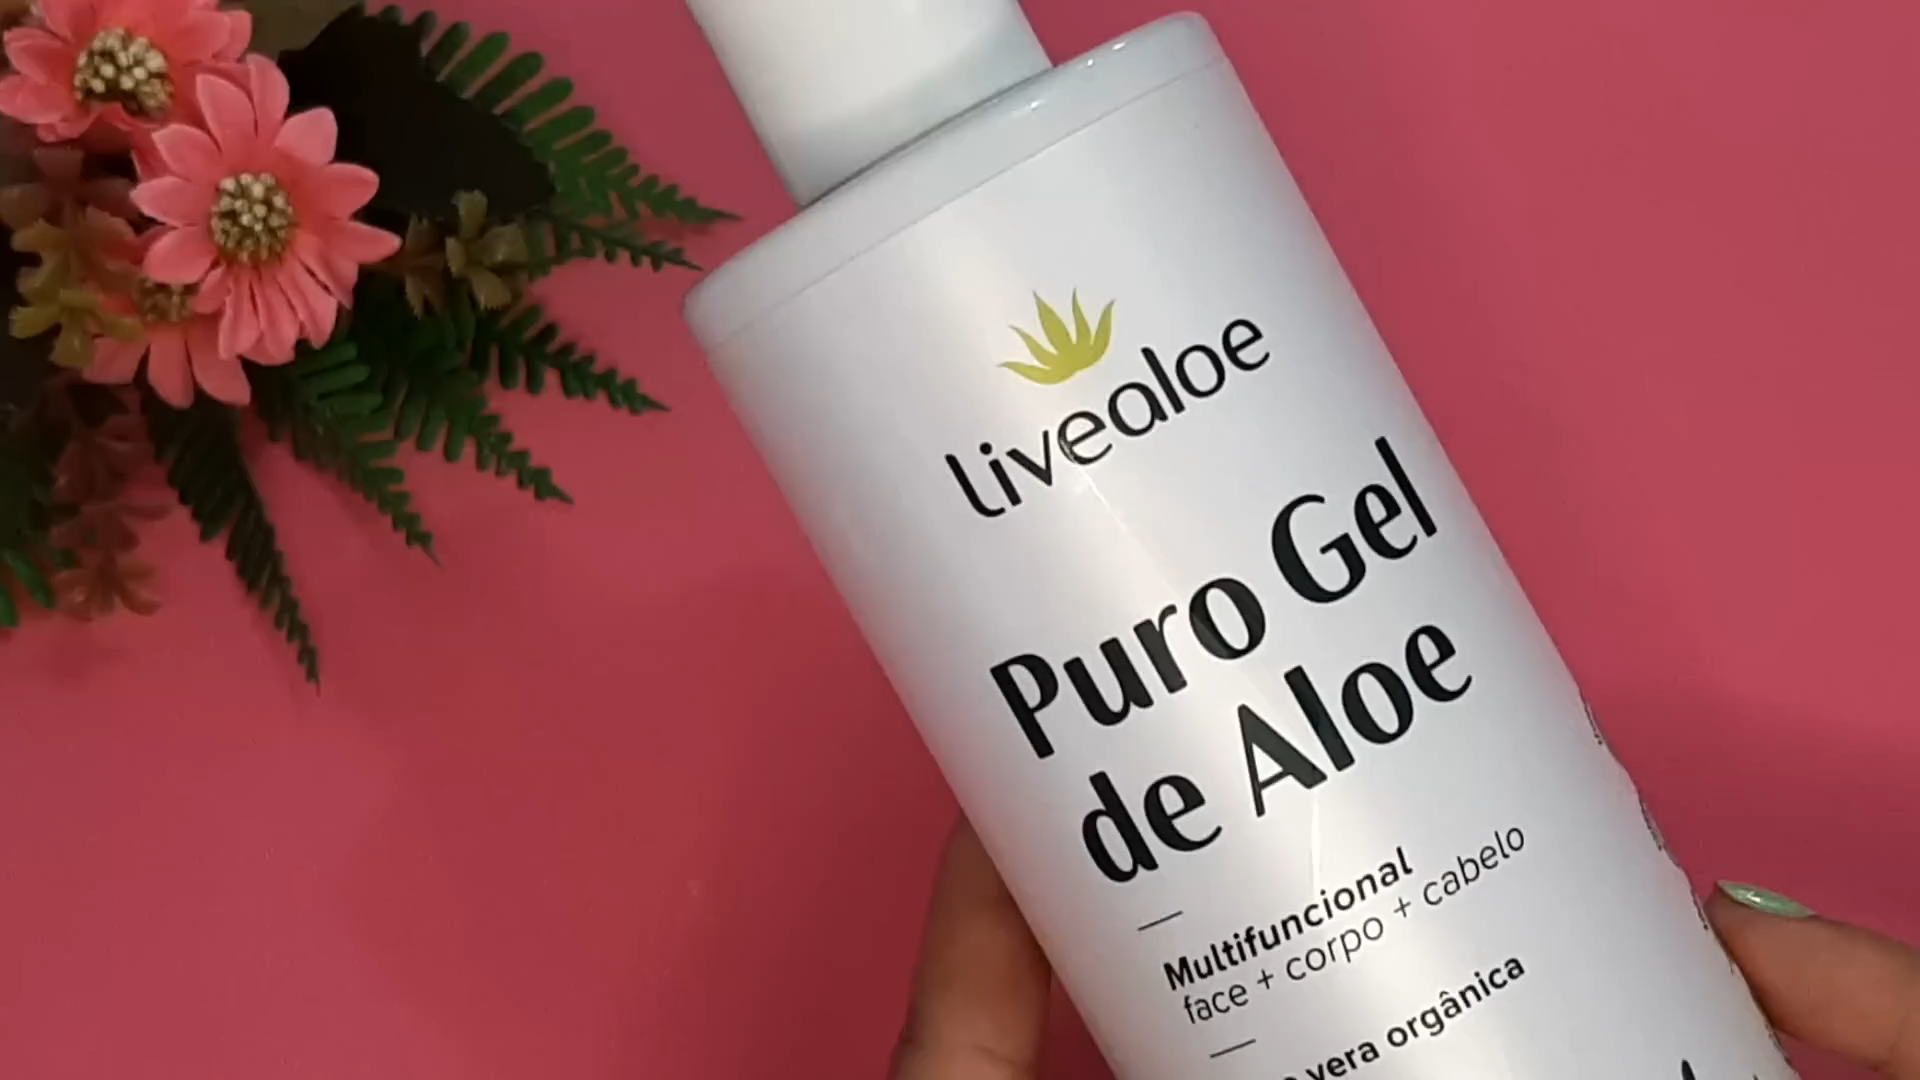 livealoe
Puro Gel
de Aloe
Multifuncional
face + corpo + cabelo
vera orgânica